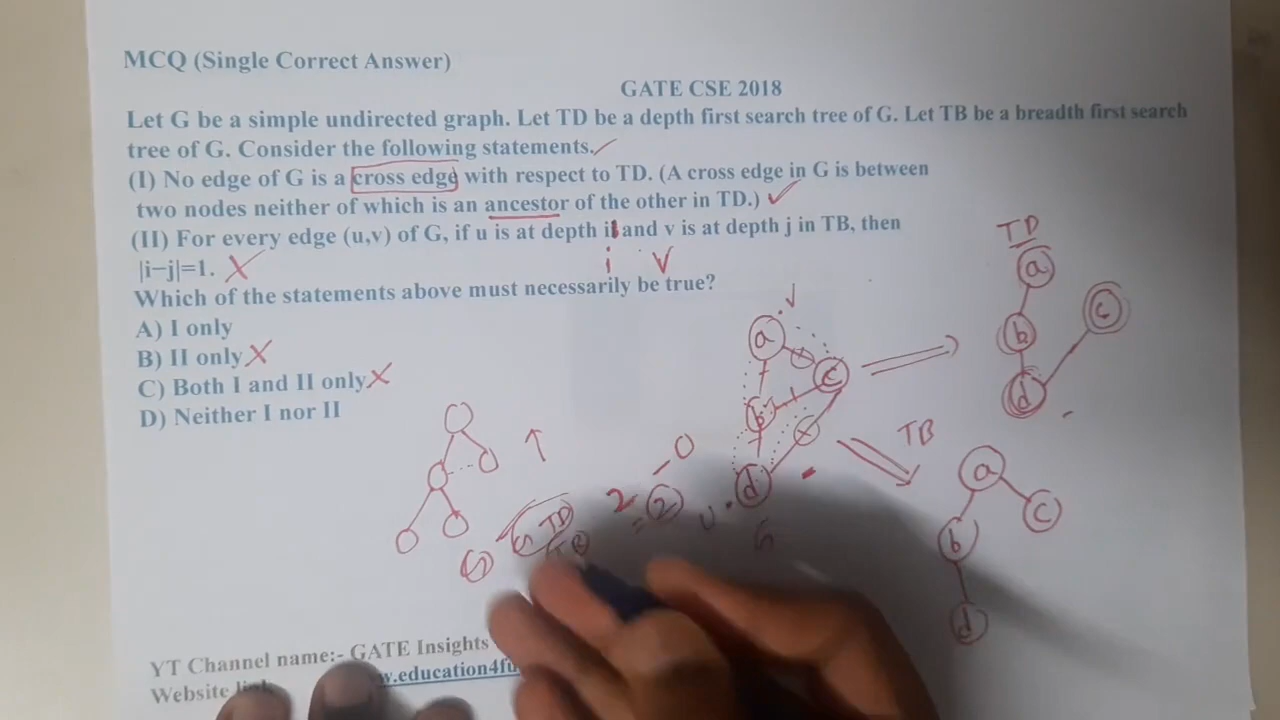 MCQ (Single Correct Answer)
GATE CSE 2018
Let G be a simple undirected graph. Let TD be a depth first search tree of G. Let TB be a breadth first search
tree of G. Consider the following statements.
(I) No edge of G is a cross edge with respect to TD. (A cross edge in G is between
two nodes neither of which is an ancestor of the other in TD.)
(II) For every edge (u,v) of G, if u is at depth i and v is at depth j in TB, then
|i−j|=1.
i V
Which of the statements above must necessarily be true?
A) I only
B) II only
C) Both I and II only
D) Neither I nor II
TD
a
b
c
d
a
c
b
d
G
TB
a
c
b
d
2
2
TD
YT Channel name:- GATE Insights
w.education4fu
Website